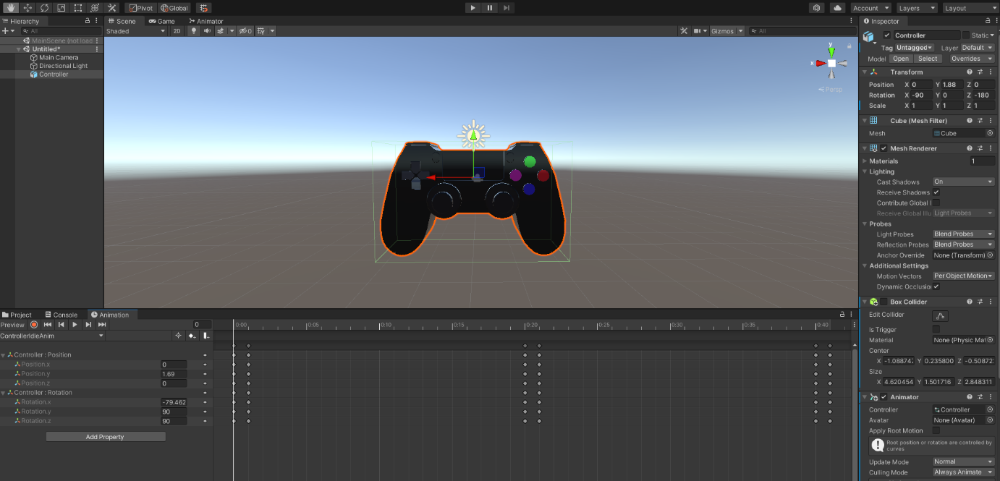 Pivot Global
Account Layers Layout
Hierarchy
All
MainScene (not load
Untitled*
Main Camera
Directional Light
Controller
Scene Game Animator
Shaded 2D 0 Gizmos All
y
x
Persp
Inspector
Controller Static
Tag Untagged Layer Default
Model Open Select Overrides
Transform
Position X 0 Y 1.88 Z 0
Rotation X -90 Y 0 Z -180
Scale X 1 Y 1 Z 1
Cube (Mesh Filter)
Mesh Cube
Mesh Renderer
Materials 1
Lighting
Cast Shadows On
Receive Shadows
Contribute Global I
Receive Global Illu Light Probes
Probes
Light Probes Blend Probes
Reflection Probes Blend Probes
Anchor Override None (Transform)
Additional Settings
Motion Vectors Per Object Motion
Dynamic Occlusion
Box Collider
Edit Collider
Is Trigger
Material None (Physic Mat
Center
X -1.088747 Y 0.235800 Z -0.50872
Size
X 4.620454 Y 1.501716 Z 2.848311
Animator
Controller Controller
Avatar None (Avatar)
Apply Root Motion
Root position or rotation are controlled by
curves
Update Mode Normal
Culling Mode Always Animate
Project Console Animation
Preview 0
0:00 0:05 0:10 0:15 0:20 0:25 0:30 0:35 0:40
ControllerIdleAnim
Controller : Position
Position.x 0
Position.y 1.69
Position.z 0
Controller : Rotation
Rotation.x -79.462
Rotation.y 90
Rotation.z 90
Add Property